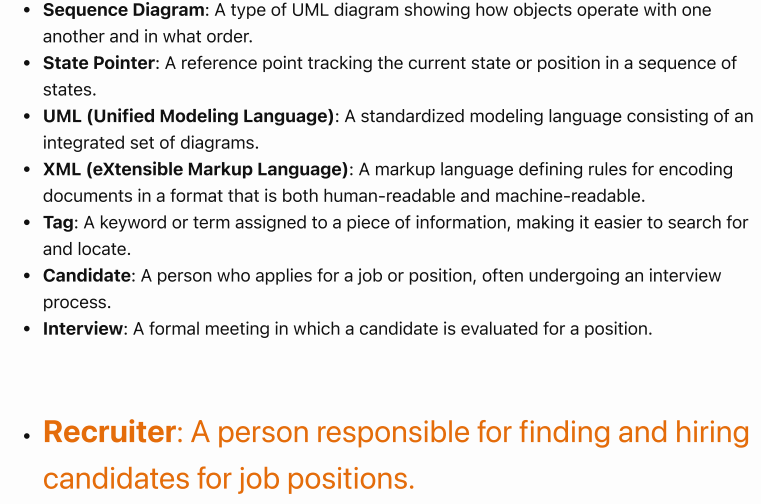 • Sequence Diagram: A type of UML diagram showing how objects operate with one
another and in what order.
• State Pointer: A reference point tracking the current state or position in a sequence of
states.
• UML (Unified Modeling Language): A standardized modeling language consisting of an
integrated set of diagrams.
• XML (eXtensible Markup Language): A markup language defining rules for encoding
documents in a format that is both human-readable and machine-readable.
• Tag: A keyword or term assigned to a piece of information, making it easier to search for
and locate.
• Candidate: A person who applies for a job or position, often undergoing an interview
process.
• Interview: A formal meeting in which a candidate is evaluated for a position.
• Recruiter: A person responsible for finding and hiring
candidates for job positions.